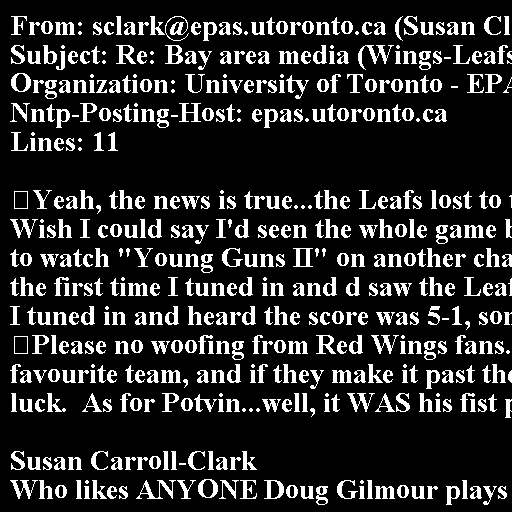 From: sclark@epas.utoronto.ca (Susan Cl
Subject: Re: Bay area media (Wings-Leafs
Organization: University of Toronto - EPA
Nntp-Posting-Host: epas.utoronto.ca
Lines: 11

Yeah, the news is true...the Leafs lost to t
Wish I could say I'd seen the whole game b
to watch "Young Guns II" on another cha
the first time I tuned in and d saw the Leaf
I tuned in and heard the score was 5-1, son
Please no woofing from Red Wings fans.
favourite team, and if they make it past the
luck.  As for Potvin...well, it WAS his fist p

Susan Carroll-Clark
Who likes ANYONE Doug Gilmour plays